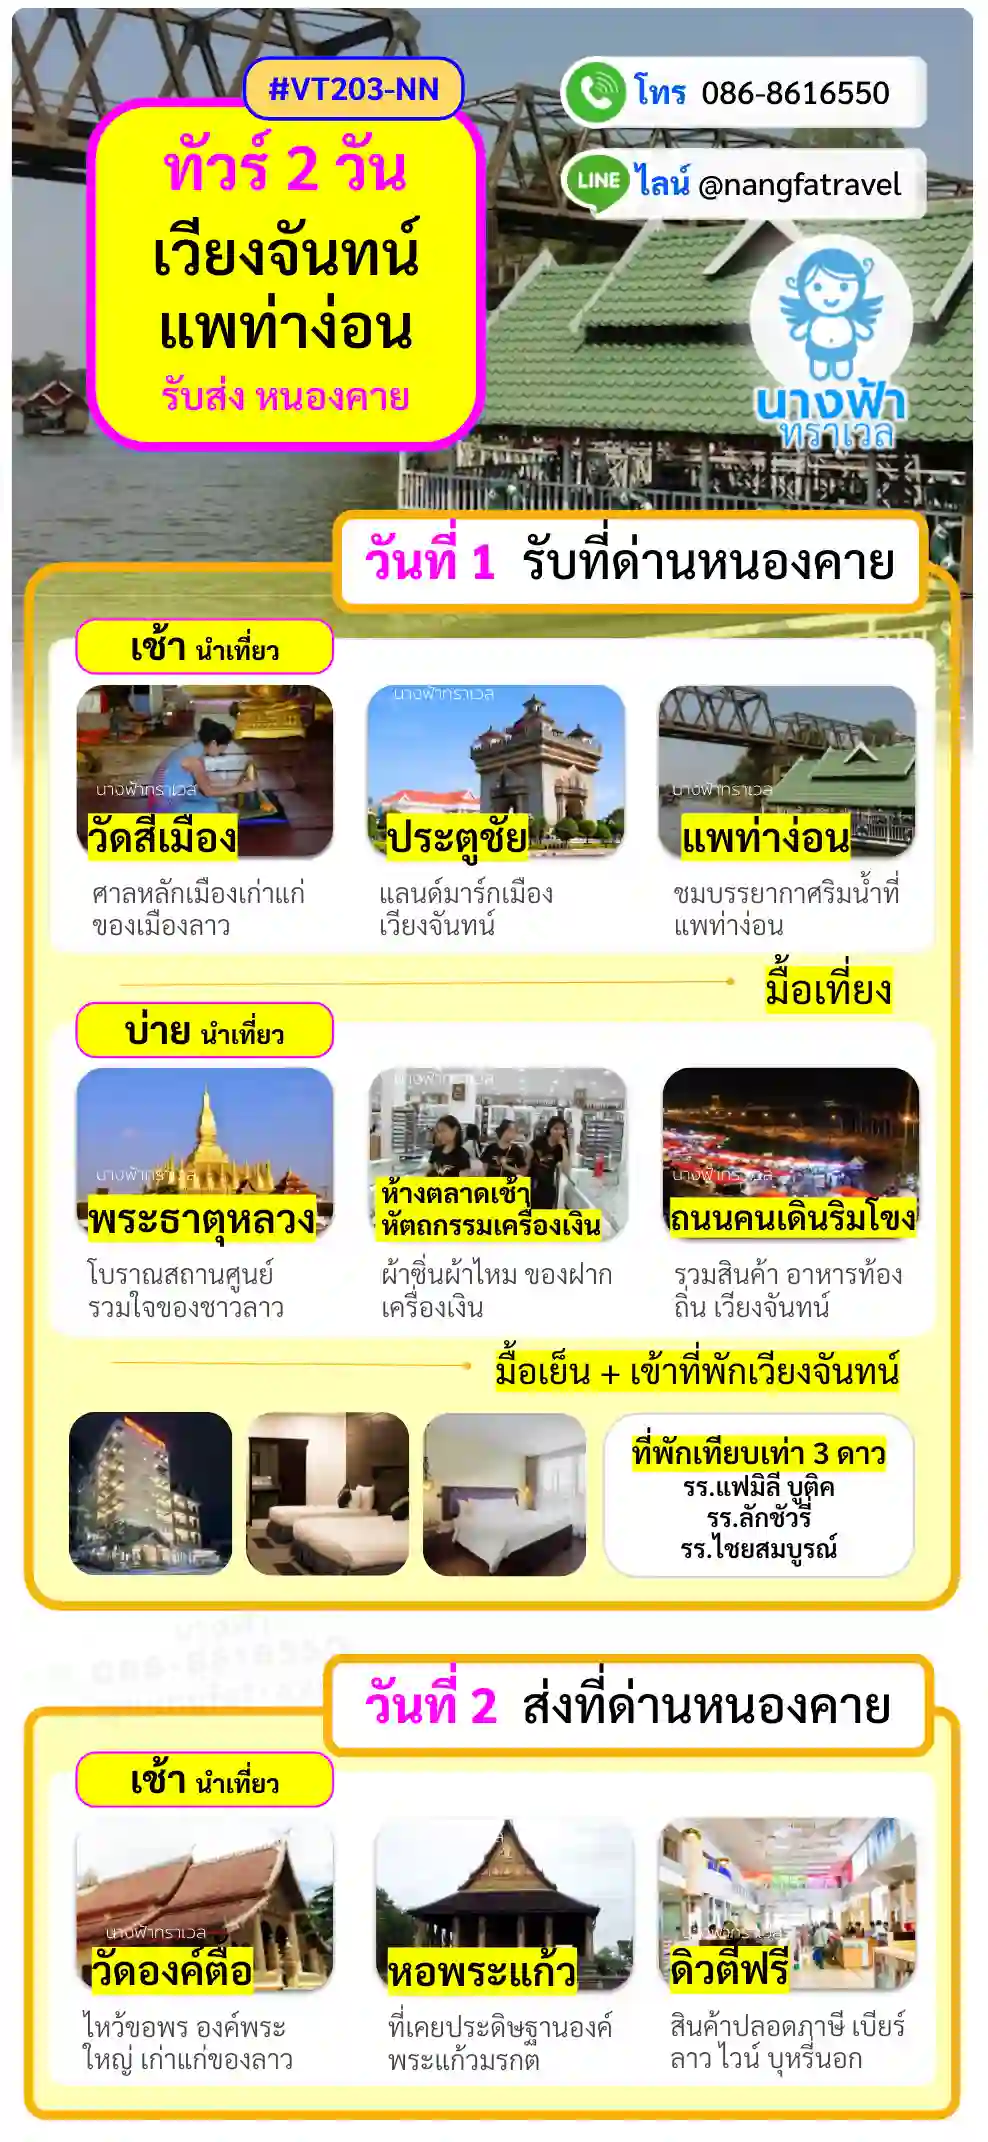 #VT203-NN
ทัวร์ 2 วัน
เวียงจันทน์
แพท่าง่อน
รับส่ง หนองคาย
โทร 086-8616550
LINE ไลน์ @nangfatravel
นางฟ้า
ทราเวล
วันที่ 1 รับที่ด่านหนองคาย
เช้า นำเที่ยว
นางฟ้าทราเวล
วัดสีเมือง
ศาลหลักเมืองเก่าแก่
ของเมืองลาว
นางฟ้าทราเวล
ประตูชัย
แลนด์มาร์กเมือง
เวียงจันทน์
นางฟ้าทราเวล
แพท่าง่อน
ชมบรรยากาศริมน้ำที่
แพท่าง่อน
มื้อเที่ยง
บ่าย นำเที่ยว
นางฟ้าทราเวล
พระธาตุหลวง
โบราณสถานศูนย์
รวมใจของชาวลาว
นางฟ้าทราเวล
ห้างตลาดเช้า
หัตถกรรมเครื่องเงิน
ผ้าซิ่นผ้าไหม ของฝาก
เครื่องเงิน
นางฟ้าทราเวล
ถนนคนเดินริมโขง
รวมสินค้า อาหารท้อง
ถิ่น เวียงจันทน์
มื้อเย็น + เข้าที่พักเวียงจันทน์
ที่พักเทียบเท่า 3 ดาว
รร.แฟมิลี บูติค
รร.ลักชัวรี่
รร.ไชยสมบูรณ์
วันที่ 2 ส่งที่ด่านหนองคาย
เช้า นำเที่ยว
นางฟ้าทราเวล
วัดองค์ตื้อ
ไหว้ขอพร องค์พระ
ใหญ่ เก่าแก่ของลาว
หอพระแก้ว
ที่เคยประดิษฐานองค์
พระแก้วมรกต
นางฟ้าทราเวล
ดิวตี้ฟรี
สินค้าปลอดภาษี เบียร์
ลาว ไวน์ บุหรี่นอก